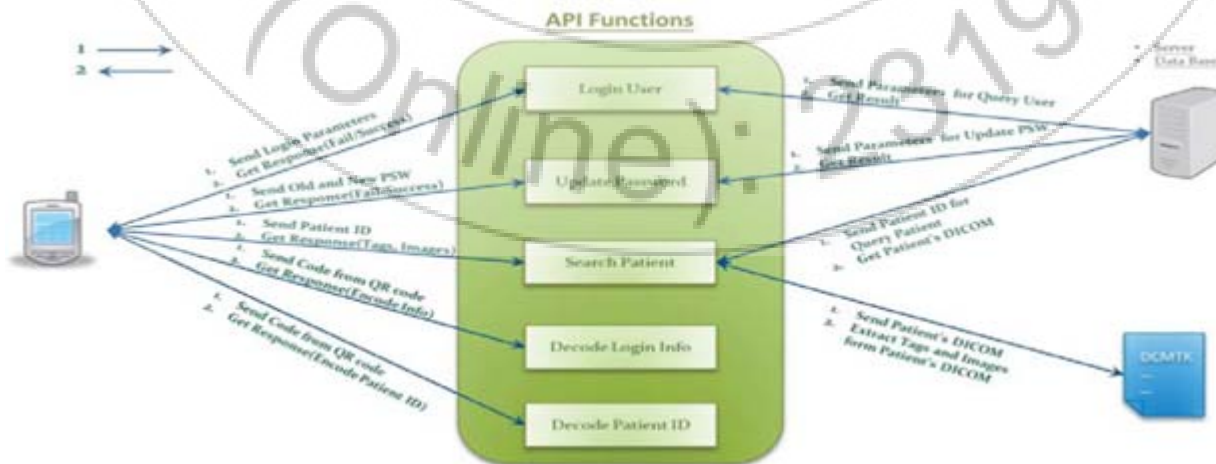 API Functions
1
2
Server
Data Base
Login User
Update Password
Search Patient
Decode Login Info
Decode Patient ID
1. Send Login Parameters
2. Get Response(Fail/Success)
1. Send Old and New PSW
2. Get Response(Fail/Success)
1. Send Patient ID
2. Get Response(Tags, Images)
1. Send Code from QR code
2. Get Response(Encode Info)
1. Send Code from QR code
2. Get Response(Encode Patient ID)
1. Send Parameters for Query User
2. Get Result
1. Send Parameters for Update PSW
2. Get Result
1. Send Patient ID for
Query Patient
2. Get Patient's DICOM
1. Send Patient's DICOM
2. Extract Tags and Images
form Patient's DICOM
DCMTK
(Online): 2319